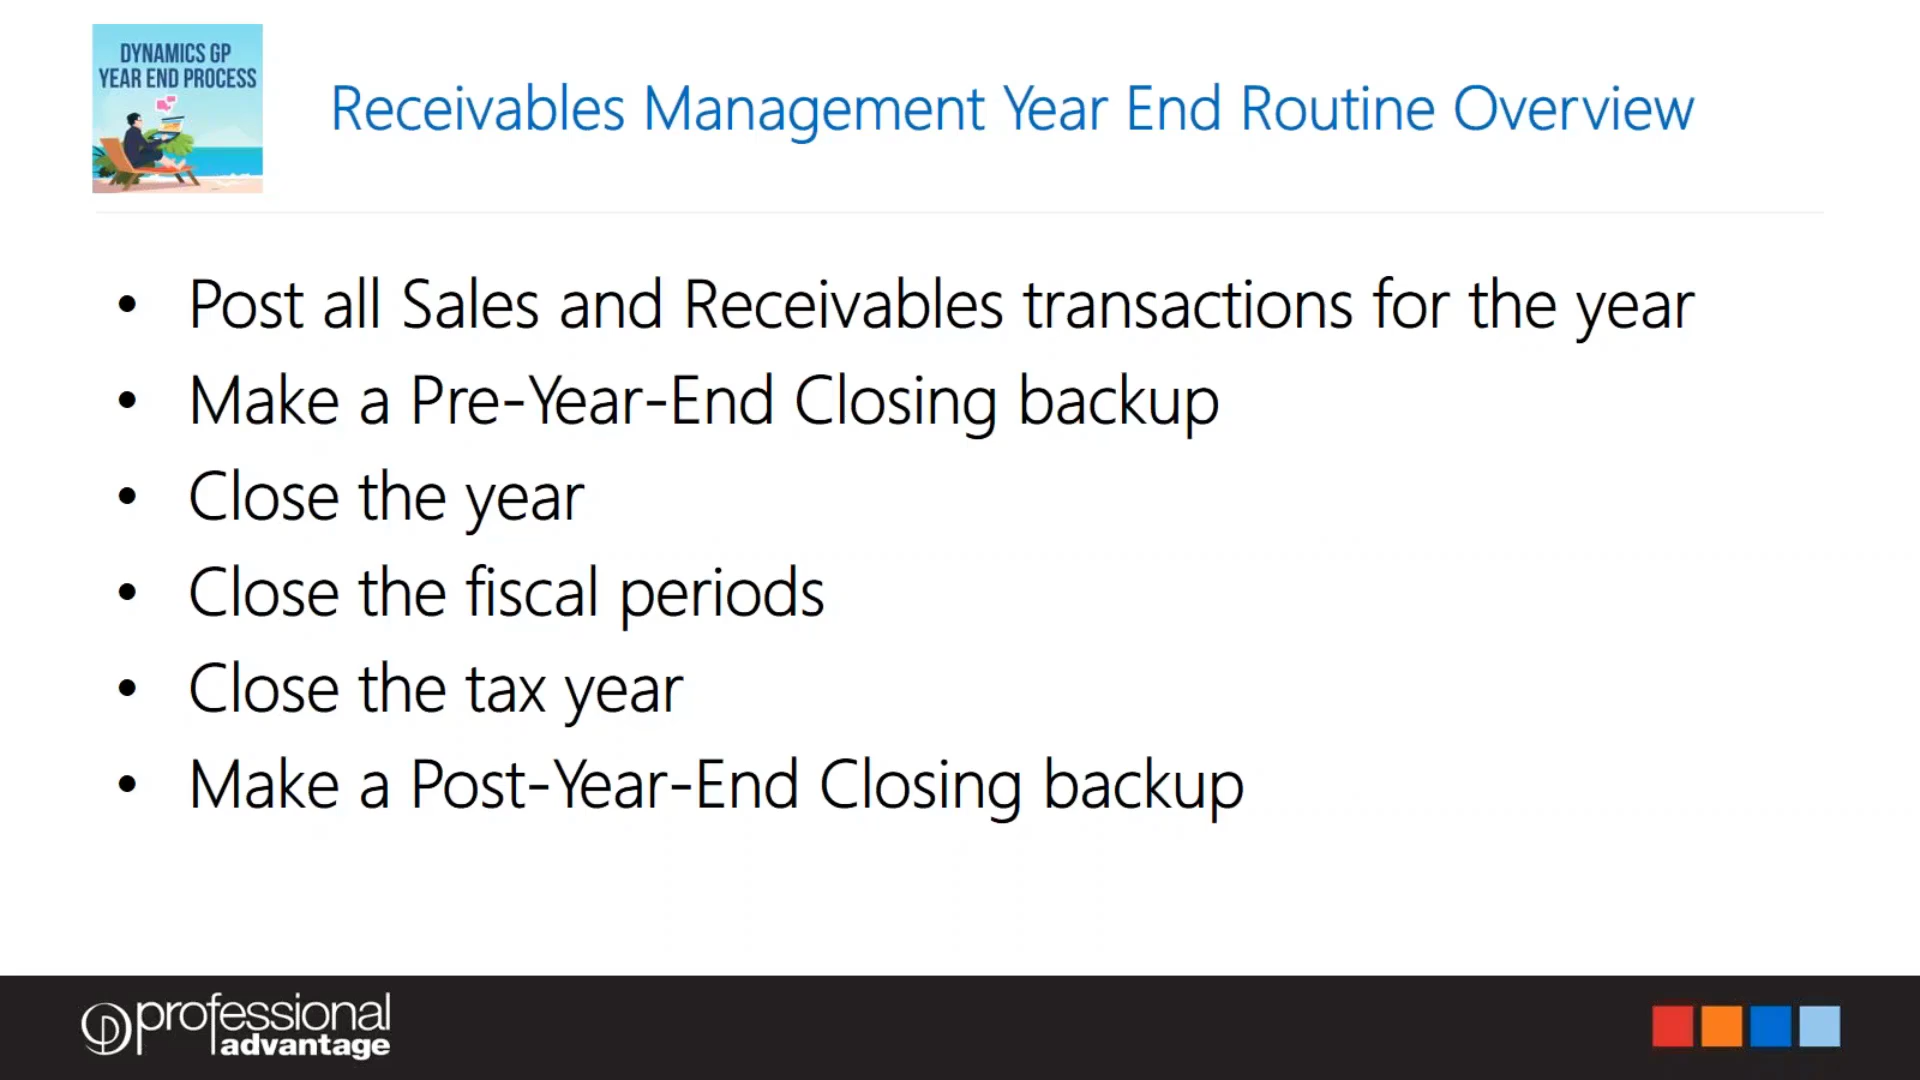 DYNAMICS GP
YEAR END PROCESS
Receivables Management Year End Routine Overview
• Post all Sales and Receivables transactions for the year
• Make a Pre-Year-End Closing backup
• Close the year
• Close the fiscal periods
• Close the tax year
• Make a Post-Year-End Closing backup
professional
advantage